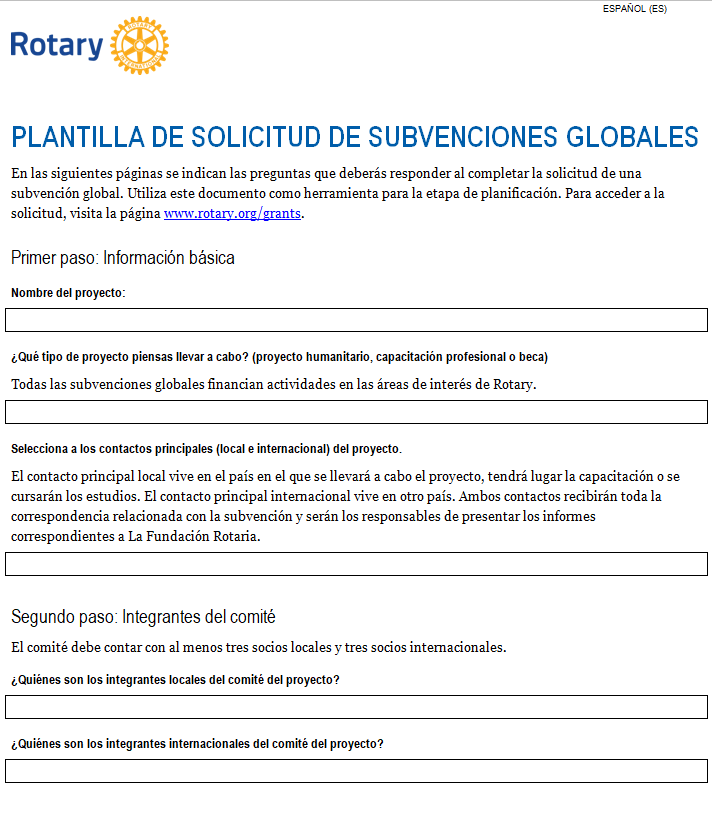 ESPAÑOL (ES)
Rotary
ROTARY
INTERNATIONAL
PLANTILLA DE SOLICITUD DE SUBVENCIONES GLOBALES
En las siguientes páginas se indican las preguntas que deberás responder al completar la solicitud de una
subvención global. Utiliza este documento como herramienta para la etapa de planificación. Para acceder a la
solicitud, visita la página www.rotary.org/grants.
Primer paso: Información básica
Nombre del proyecto:
¿Qué tipo de proyecto piensas llevar a cabo? (proyecto humanitario, capacitación profesional o beca)
Todas las subvenciones globales financian actividades en las áreas de interés de Rotary.
Selecciona a los contactos principales (local e internacional) del proyecto.
El contacto principal local vive en el país en el que se llevará a cabo el proyecto, tendrá lugar la capacitación o se
cursarán los estudios. El contacto principal internacional vive en otro país. Ambos contactos recibirán toda la
correspondencia relacionada con la subvención y serán los responsables de presentar los informes
correspondientes a La Fundación Rotaria.
Segundo paso: Integrantes del comité
El comité debe contar con al menos tres socios locales y tres socios internacionales.
¿Quiénes son los integrantes locales del comité del proyecto?
¿Quiénes son los integrantes internacionales del comité del proyecto?